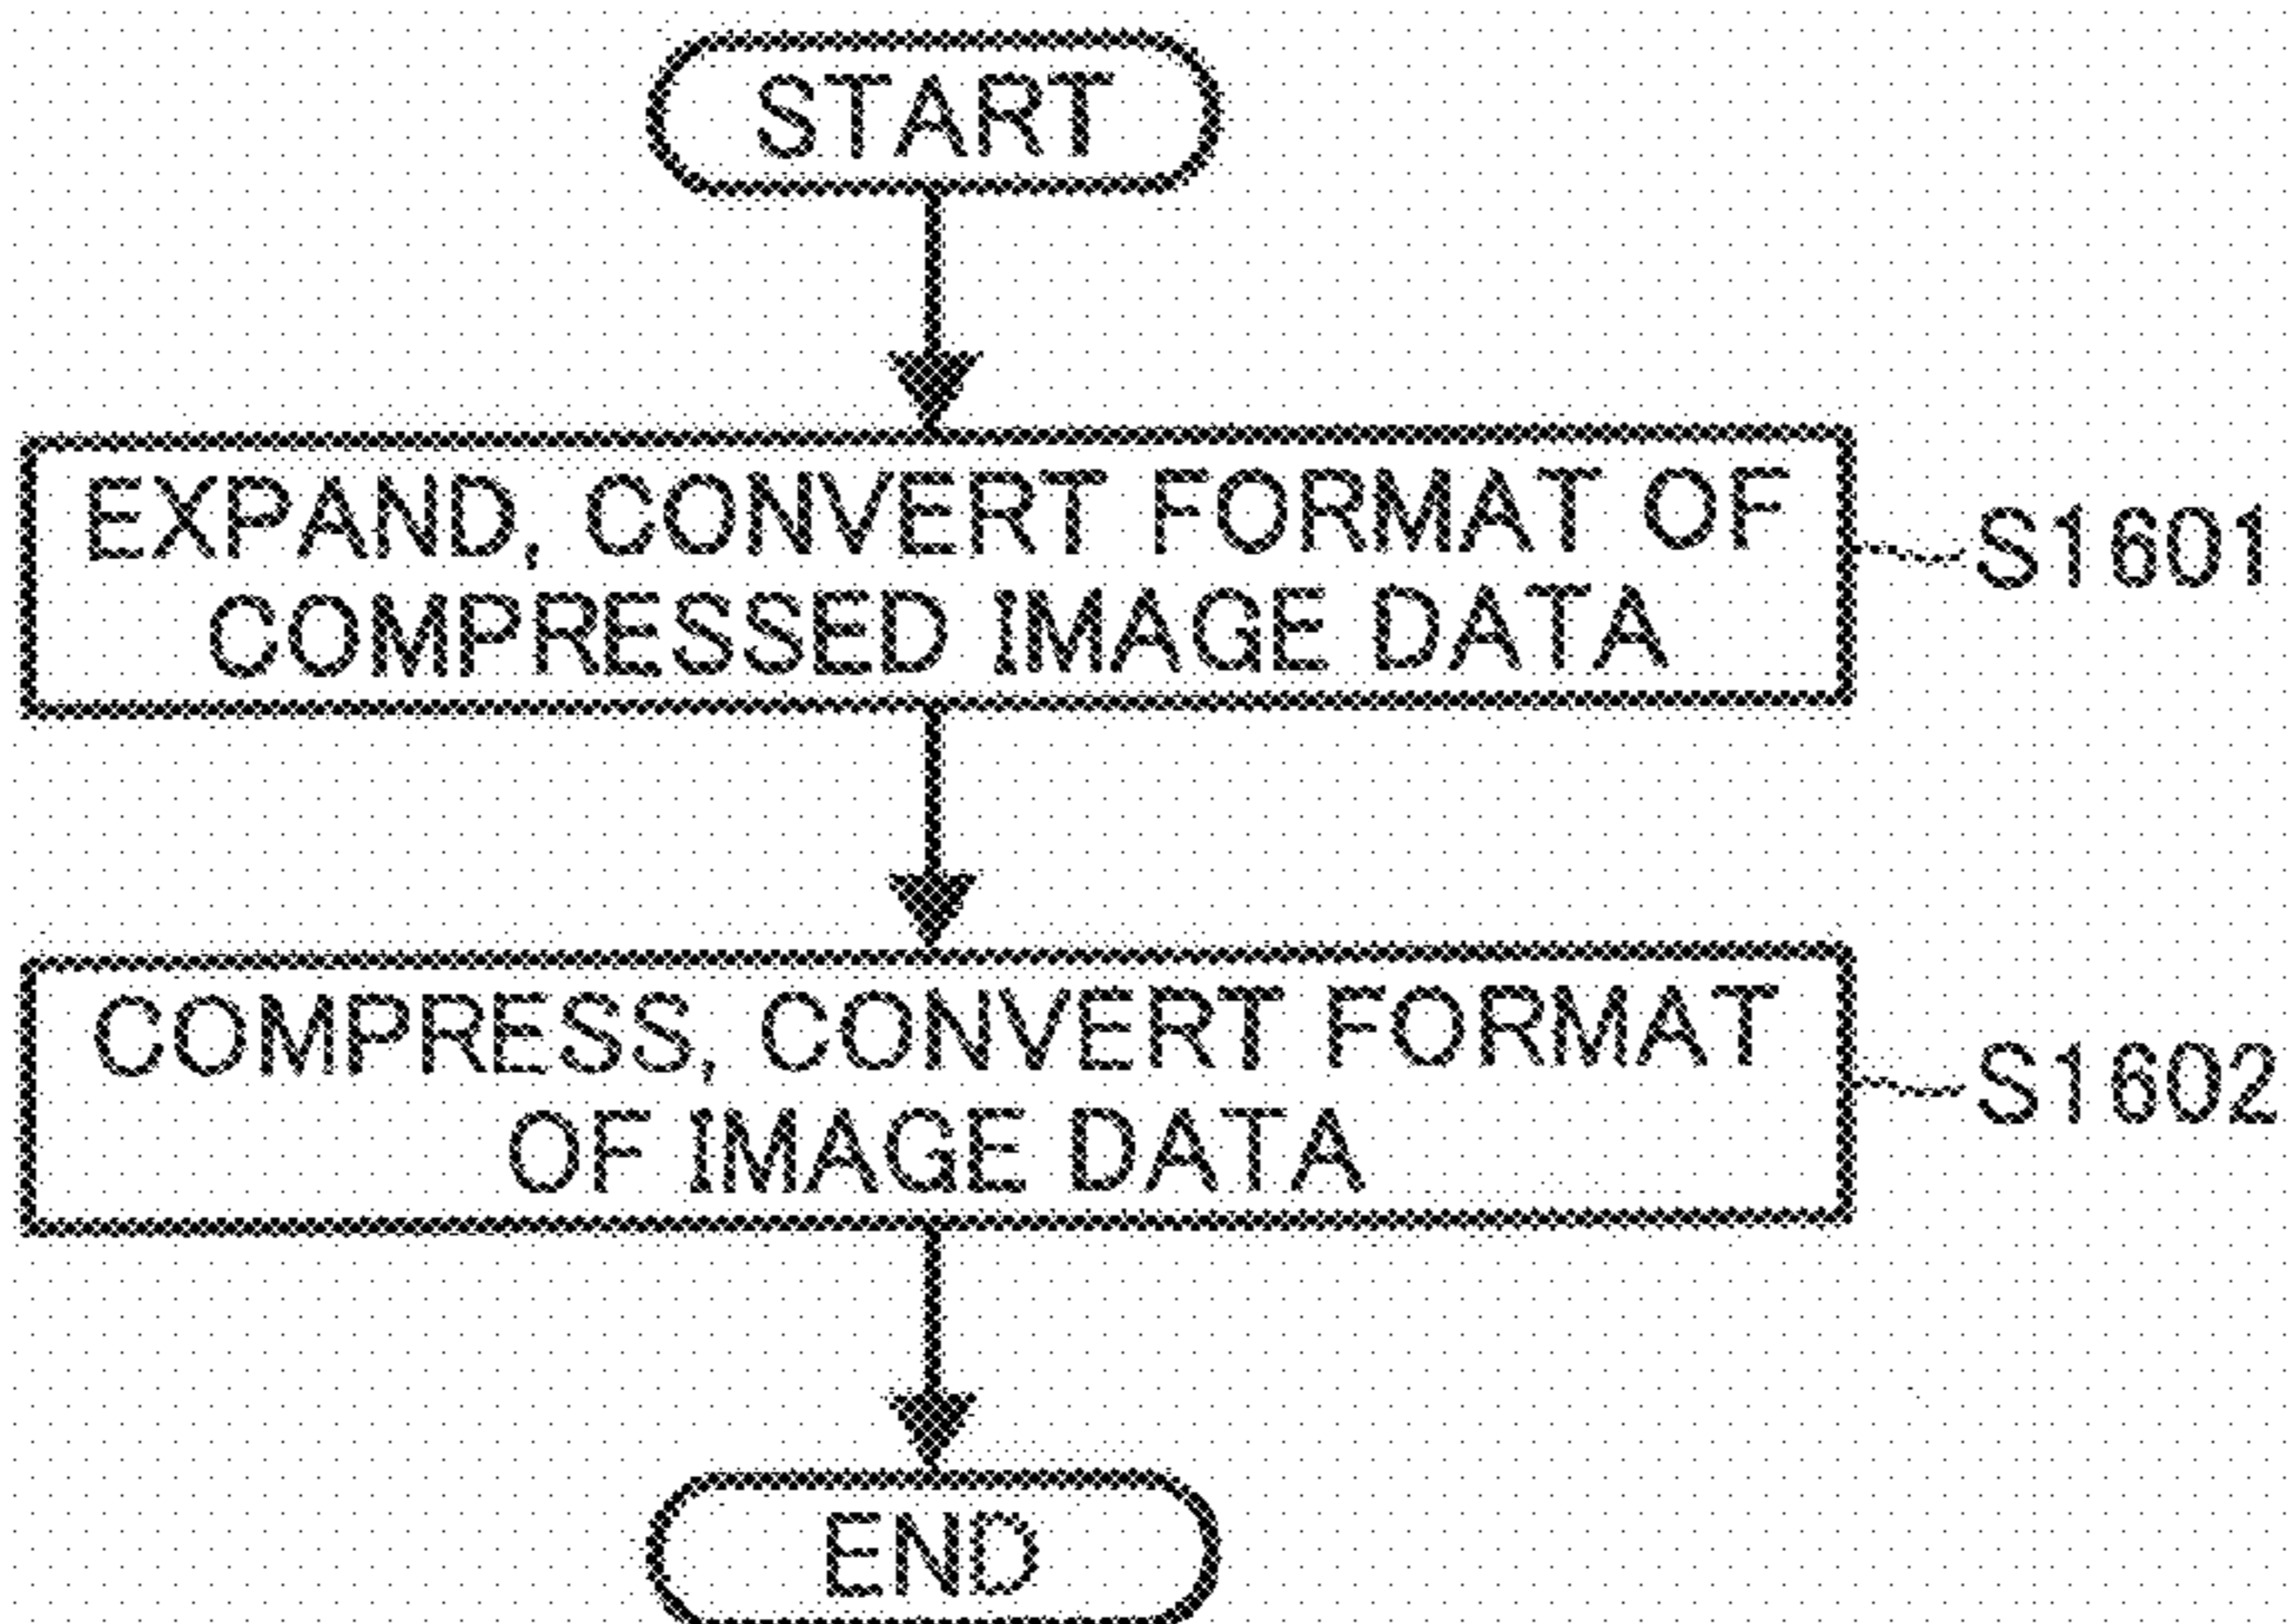 START
EXPAND, CONVERT FORMAT OF
COMPRESSED IMAGE DATA
S1601
COMPRESS, CONVERT FORMAT
OF IMAGE DATA
S1602
END